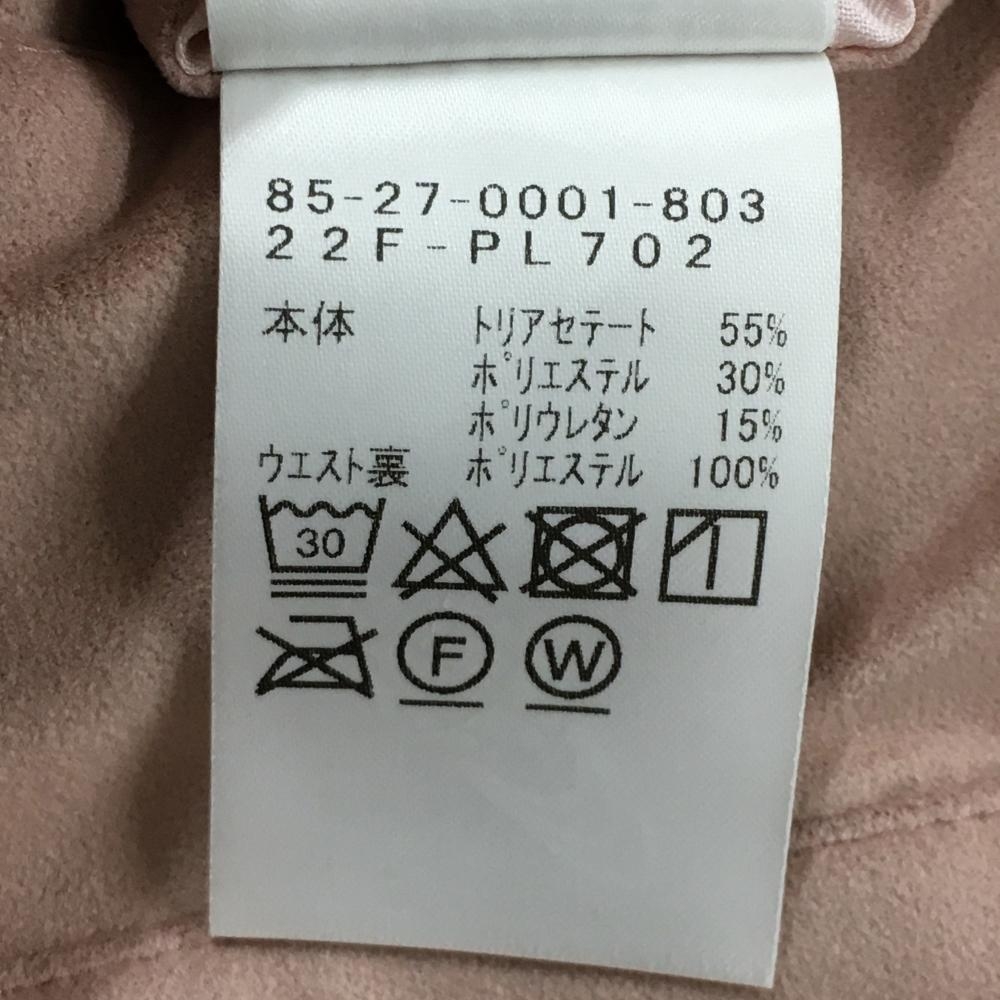 85-27-0001-803
22F-PL702
本体 トリアセテート 55%
ポリエステル 30%
ポリウレタン 15%
ウエスト裏 ポリエステル 100%
30
F W